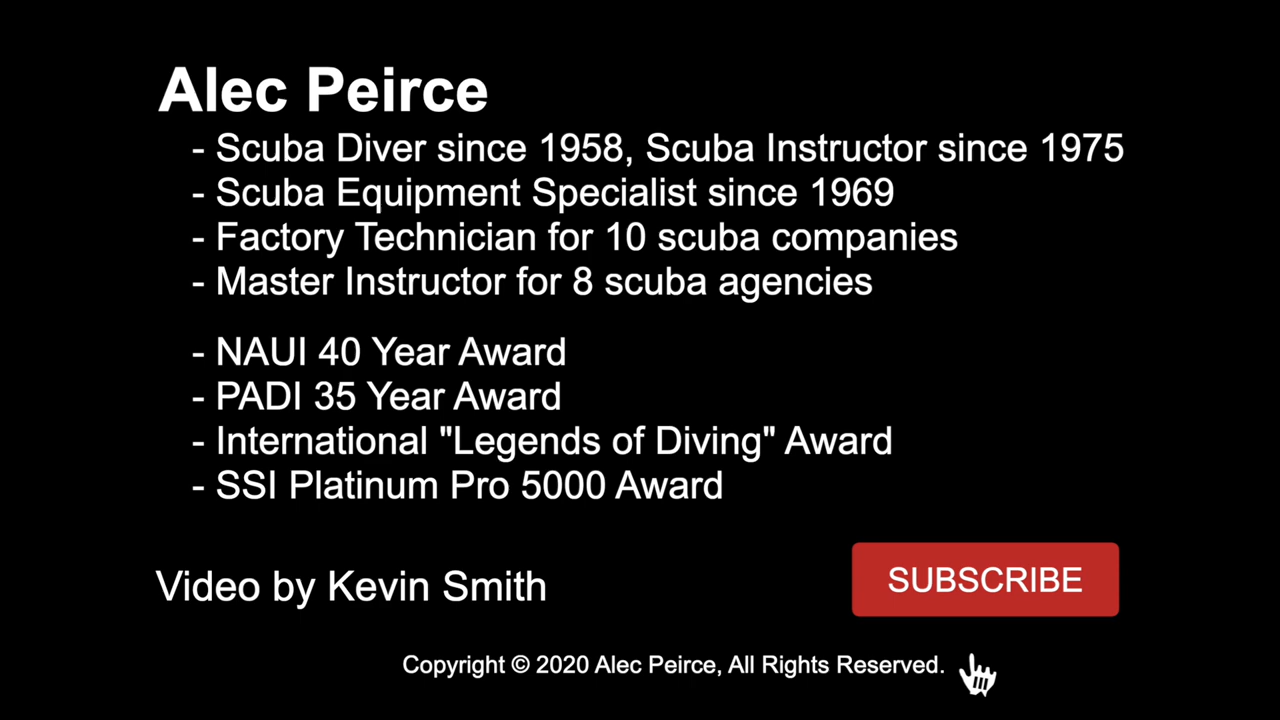 Alec Peirce
- Scuba Diver since 1958, Scuba Instructor since 1975
- Scuba Equipment Specialist since 1969
- Factory Technician for 10 scuba companies
- Master Instructor for 8 scuba agencies
- NAUI 40 Year Award
- PADI 35 Year Award
- International "Legends of Diving" Award
- SSI Platinum Pro 5000 Award
Video by Kevin Smith
SUBSCRIBE
Copyright © 2020 Alec Peirce, All Rights Reserved.